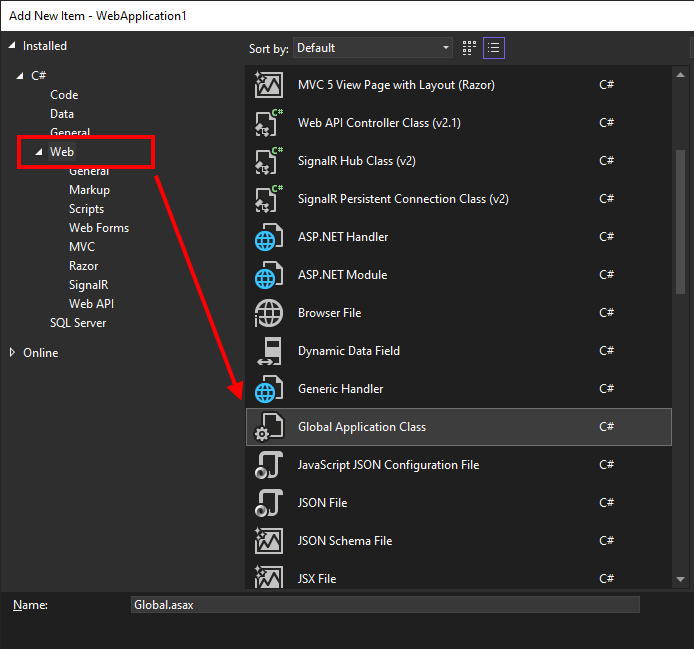 Add New Item - WebApplication1
Installed
C#
Code
Data
General
Web
General
Markup
Scripts
Web Forms
MVC
Razor
SignalR
Web API
SQL Server
Online
Sort by: Default
MVC 5 View Page with Layout (Razor) C#
Web API Controller Class (v2.1) C#
SignalR Hub Class (v2) C#
SignalR Persistent Connection Class (v2) C#
ASP.NET Handler C#
ASP.NET Module C#
Browser File C#
Dynamic Data Field C#
Generic Handler C#
Global Application Class C#
JavaScript JSON Configuration File C#
JSON File C#
JSON Schema File C#
JSX File C#
Name: Global.asax